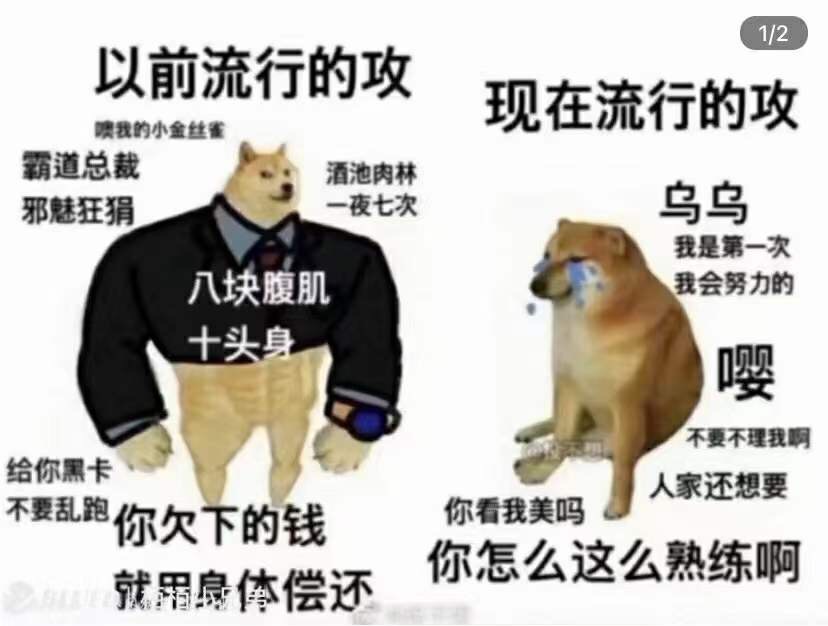 1/2
以前流行的攻
噢我的小金丝雀
霸道总裁
邪魅狂狷
酒池肉林
一夜七次
八块腹肌
十头身
给你黑卡
不要乱跑
你欠下的钱
就用身体偿还
现在流行的攻
乌乌
我是第一次
我会努力的
嘤
不要不理我啊
人家还想要
你看我美吗
你怎么这么熟练啊